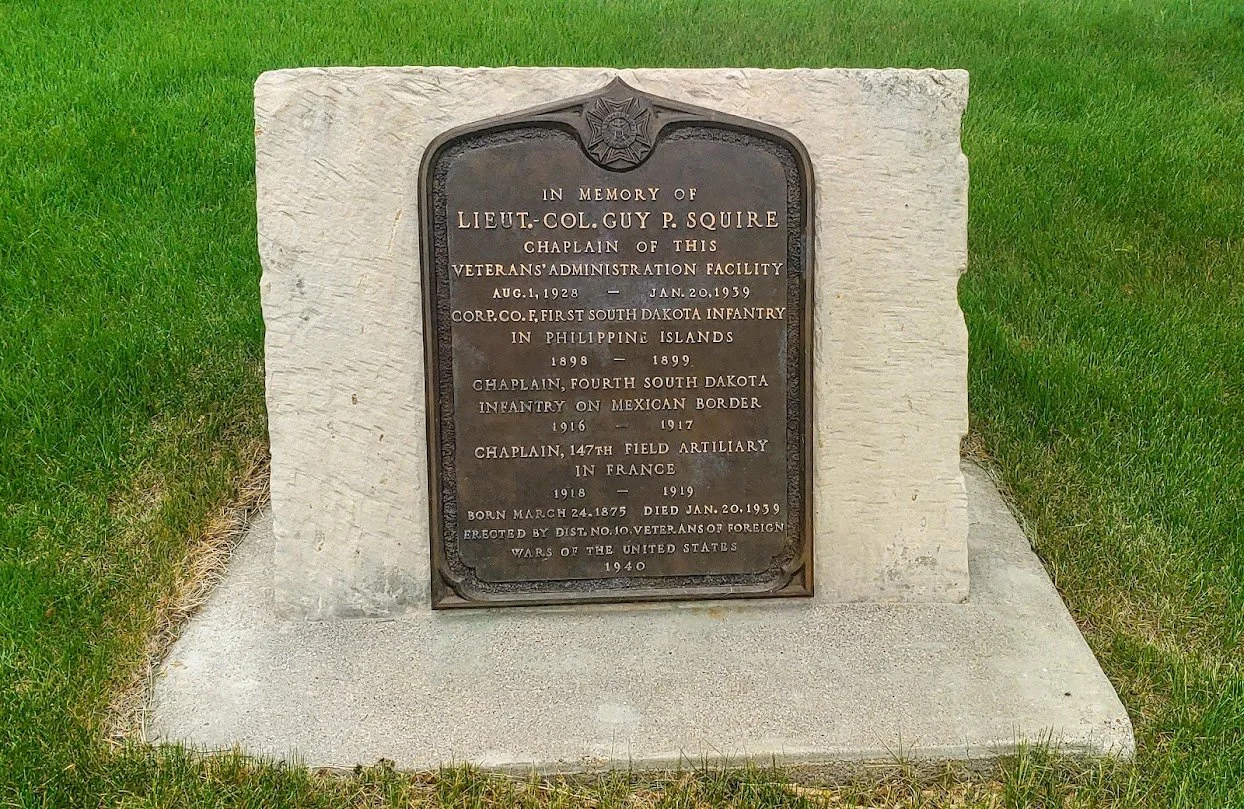 IN MEMORY OF
LIEUT.-COL. GUY P. SQUIRE
CHAPLAIN OF THIS
VETERANS' ADMINISTRATION FACILITY
AUG. 1, 1928 — JAN. 20, 1939
CORP. CO. F, FIRST SOUTH DAKOTA INFANTRY
IN PHILIPPINE ISLANDS
1898 — 1899
CHAPLAIN, FOURTH SOUTH DAKOTA
INFANTRY ON MEXICAN BORDER
1916 — 1917
CHAPLAIN, 147TH FIELD ARTILIARY
IN FRANCE
1918 — 1919
BORN MARCH 24. 1875 DIED JAN. 20, 1939
ERECTED BY DIST. NO. 10. VETERANS OF FOREIGN
WARS OF THE UNITED STATES
1940